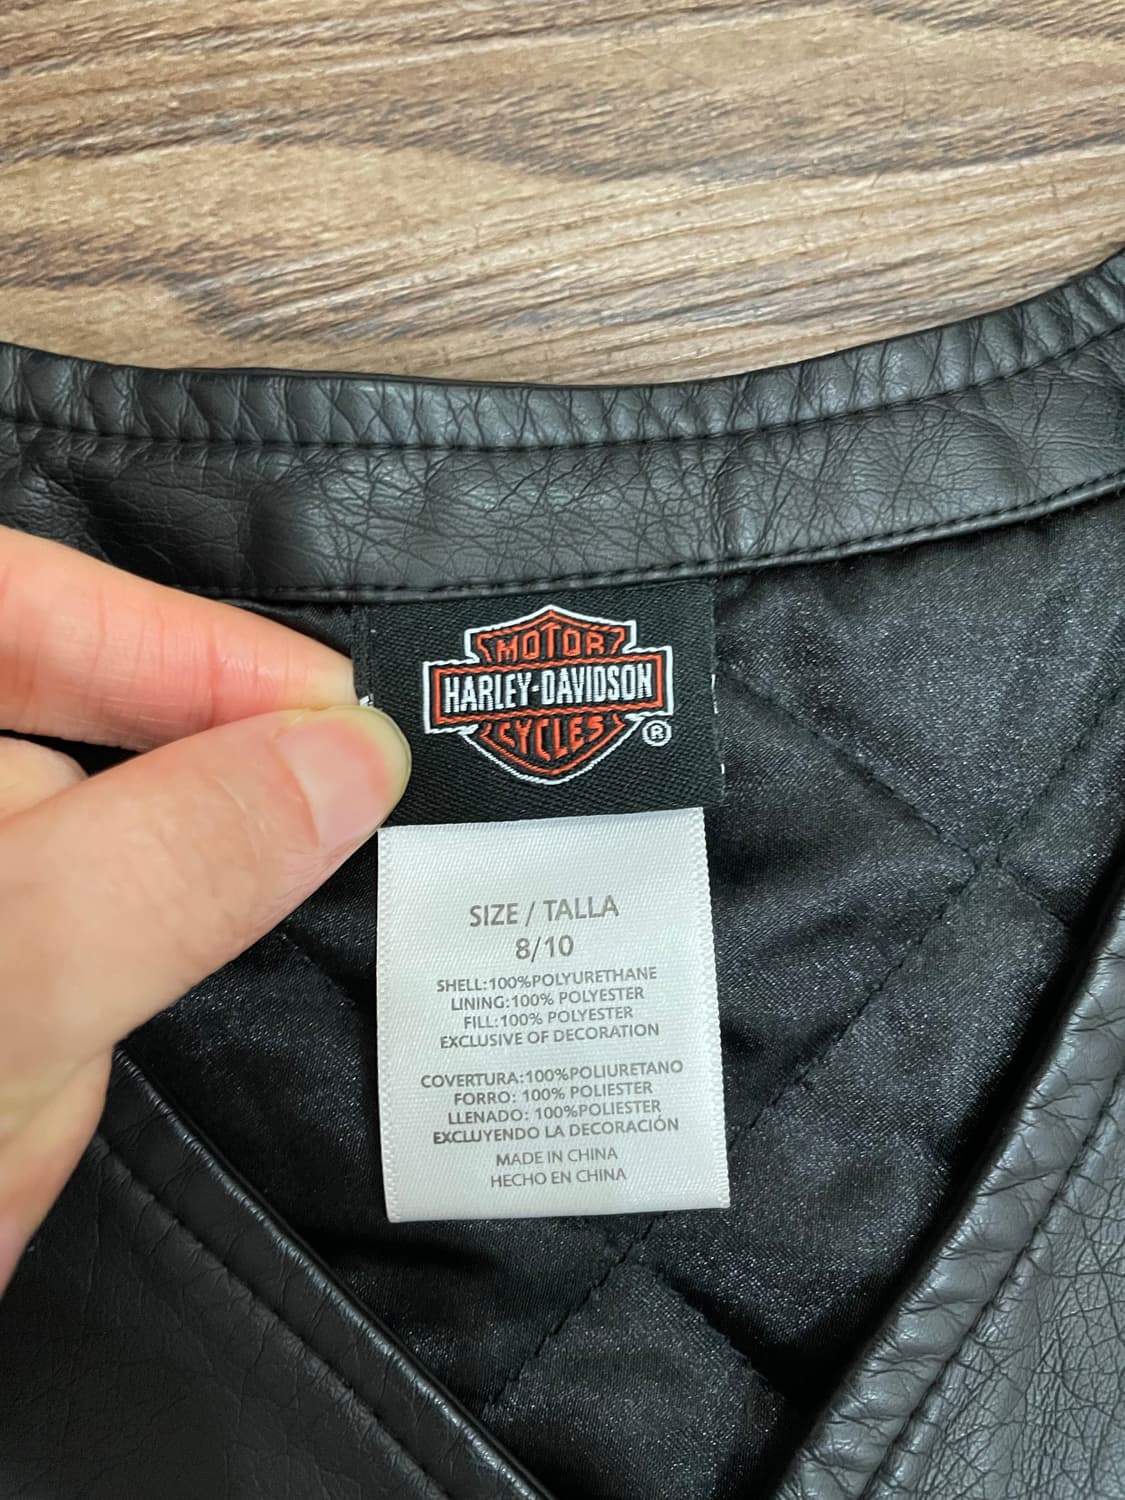 MOTOR
HARLEY-DAVIDSON
CYCLES
®
SIZE / TALLA
8/10
SHELL:100%POLYURETHANE
LINING:100% POLYESTER
FILL:100% POLYESTER
EXCLUSIVE OF DECORATION
COVERTURA:100%POLIURETANO
FORRO: 100% POLIESTER
LLENADO: 100%POLIESTER
EXCLUYENDO LA DECORACIÓN
MADE IN CHINA
HECHO EN CHINA